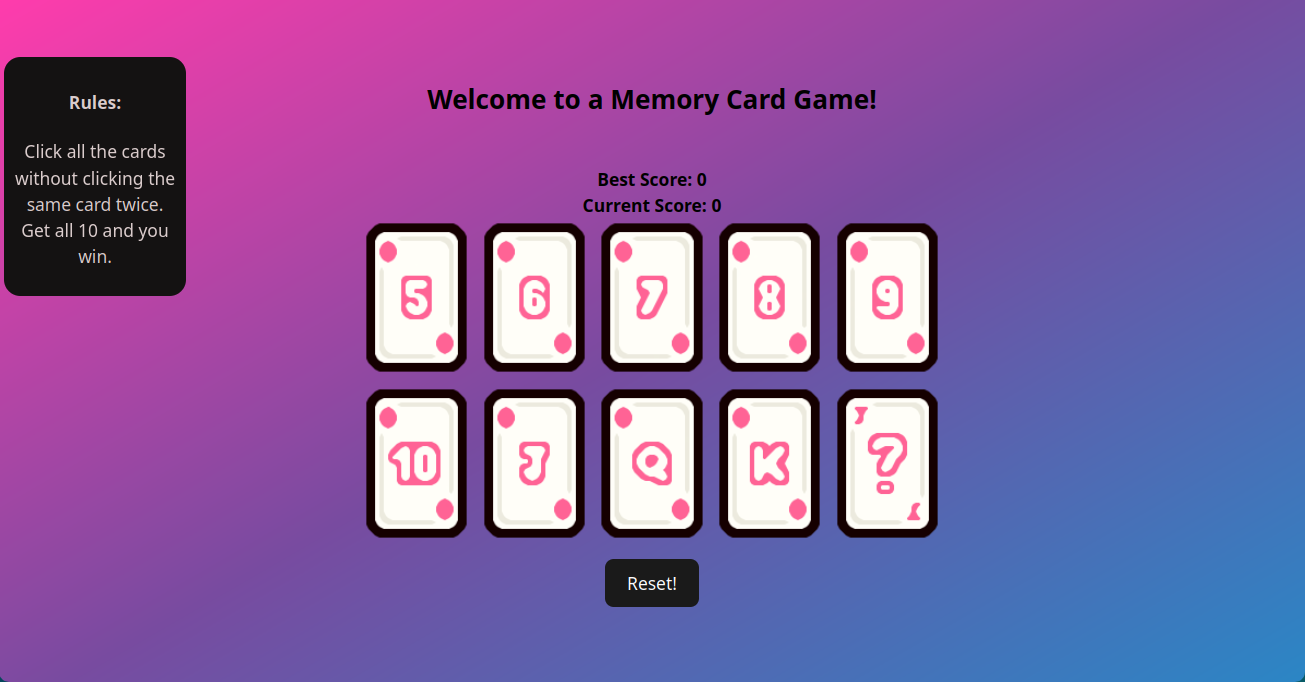 Welcome to a Memory Card Game!
Rules:
Click all the cards
without clicking the
same card twice.
Get all 10 and you
win.
Best Score: 0
Current Score: 0
5 6 7 8 9
10 J Q K ?
Reset!